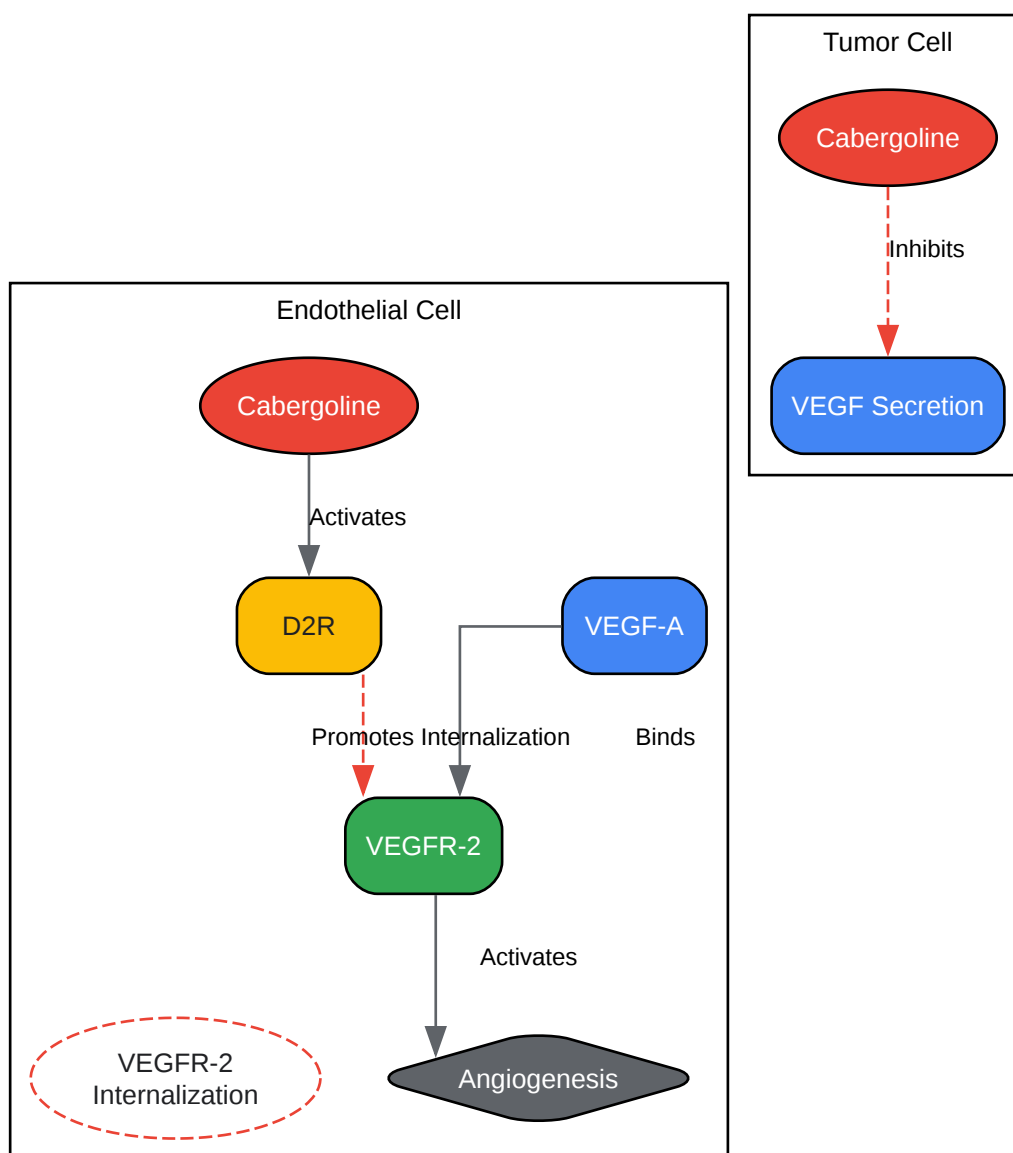 Tumor Cell
Cabergoline
Inhibits
VEGF Secretion
Endothelial Cell
Cabergoline
Activates
D2R
VEGF-A
Promotes Internalization
Binds
VEGFR-2
Activates
VEGFR-2
Internalization
Angiogenesis